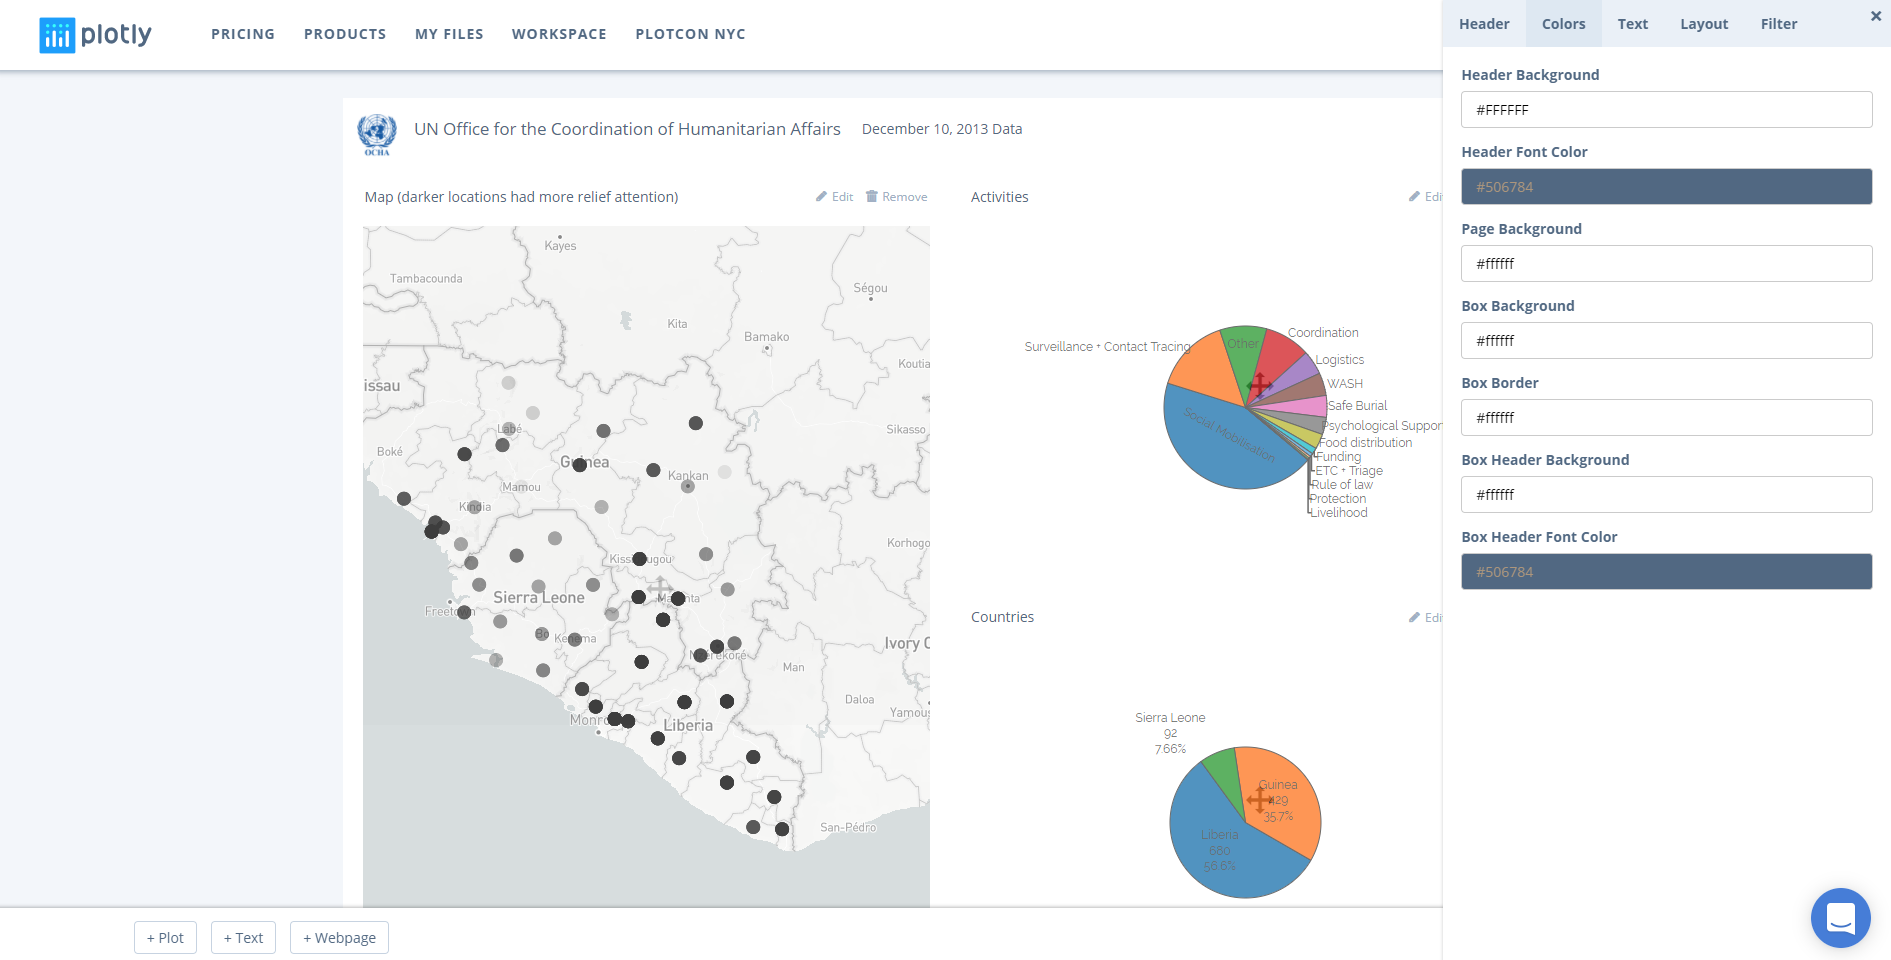 plotly
PRICING
PRODUCTS
MY FILES
WORKSPACE
PLOTCON NYC
Header
Colors
Text
Layout
Filter
×
OCHA
UN Office for the Coordination of Humanitarian Affairs
December 10, 2013 Data
Map (darker locations had more relief attention)
Edit
Remove
Kayes
Tambacounda
Ségou
Kita
Bamako
Koutia
issau
Labé
Sikasso
Boké
Guinea
Kankan
Mamou
Kindia
Korhogo
Sierra Leone
Bo
Kenema
Ivory C
Man
Daloa
Yamous
Liberia
San-Pédro
Activities
Edi
Surveillance + Contact Tracing
Other
Coordination
Logistics
WASH
Safe Burial
Psychological Suppor
Food distribution
Funding
ETC + Triage
Rule of law
Protection
Livelihood
Social Mobilisation
Countries
Edi
Sierra Leone
92
7.66%
Guinea
429
35.7%
Liberia
680
56.6%
Header Background
#FFFFFF
Header Font Color
#506784
Page Background
#ffffff
Box Background
#ffffff
Box Border
#ffffff
Box Header Background
#ffffff
Box Header Font Color
#506784
+ Plot
+ Text
+ Webpage